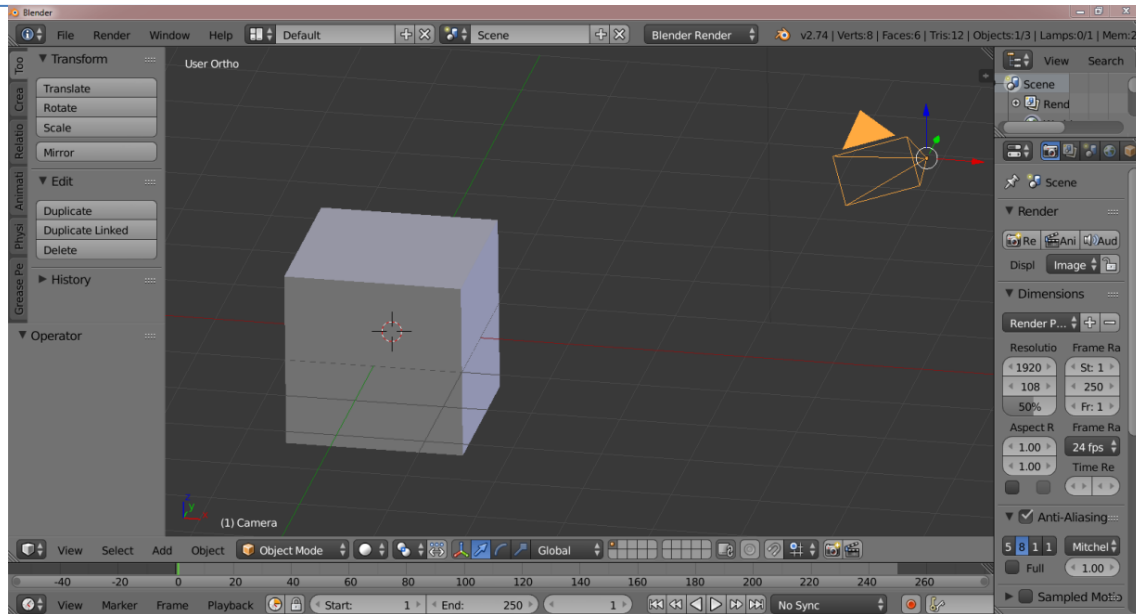 Blender
File Render Window Help Default Scene Blender Render v2.74 | Verts:8 | Faces:6 | Tris:12 | Objects:1/3 | Lamps:0/1 | Mem:2
Too
Crea
Relatio
Animati
Physi
Grease Pe
Transform
Translate
Rotate
Scale
Mirror
Edit
Duplicate
Duplicate Linked
Delete
History
Operator
User Ortho
z
y
(1) Camera
View Search
Scene
Rend
Scene
Render
Re Ani Aud
Displ Image
Dimensions
Render P...
Resolutio Frame Ra
1920 St: 1
108 250
50% Fr: 1
Aspect R Frame Ra
1.00 24 fps
1.00 Time Re
Anti-Aliasing
5 8 1 1 Mitchel
Full 1.00
Sampled Motio
View Select Add Object Object Mode Global
-40 -20 0 20 40 60 80 100 120 140 160 180 200 220 240 260
View Marker Frame Playback Start: 1 End: 250 1 No Sync